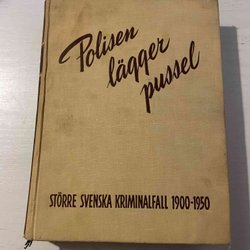 Polisen
lägger
pussel
STÖRRE SVENSKA KRIMINALFALL 1900-1950